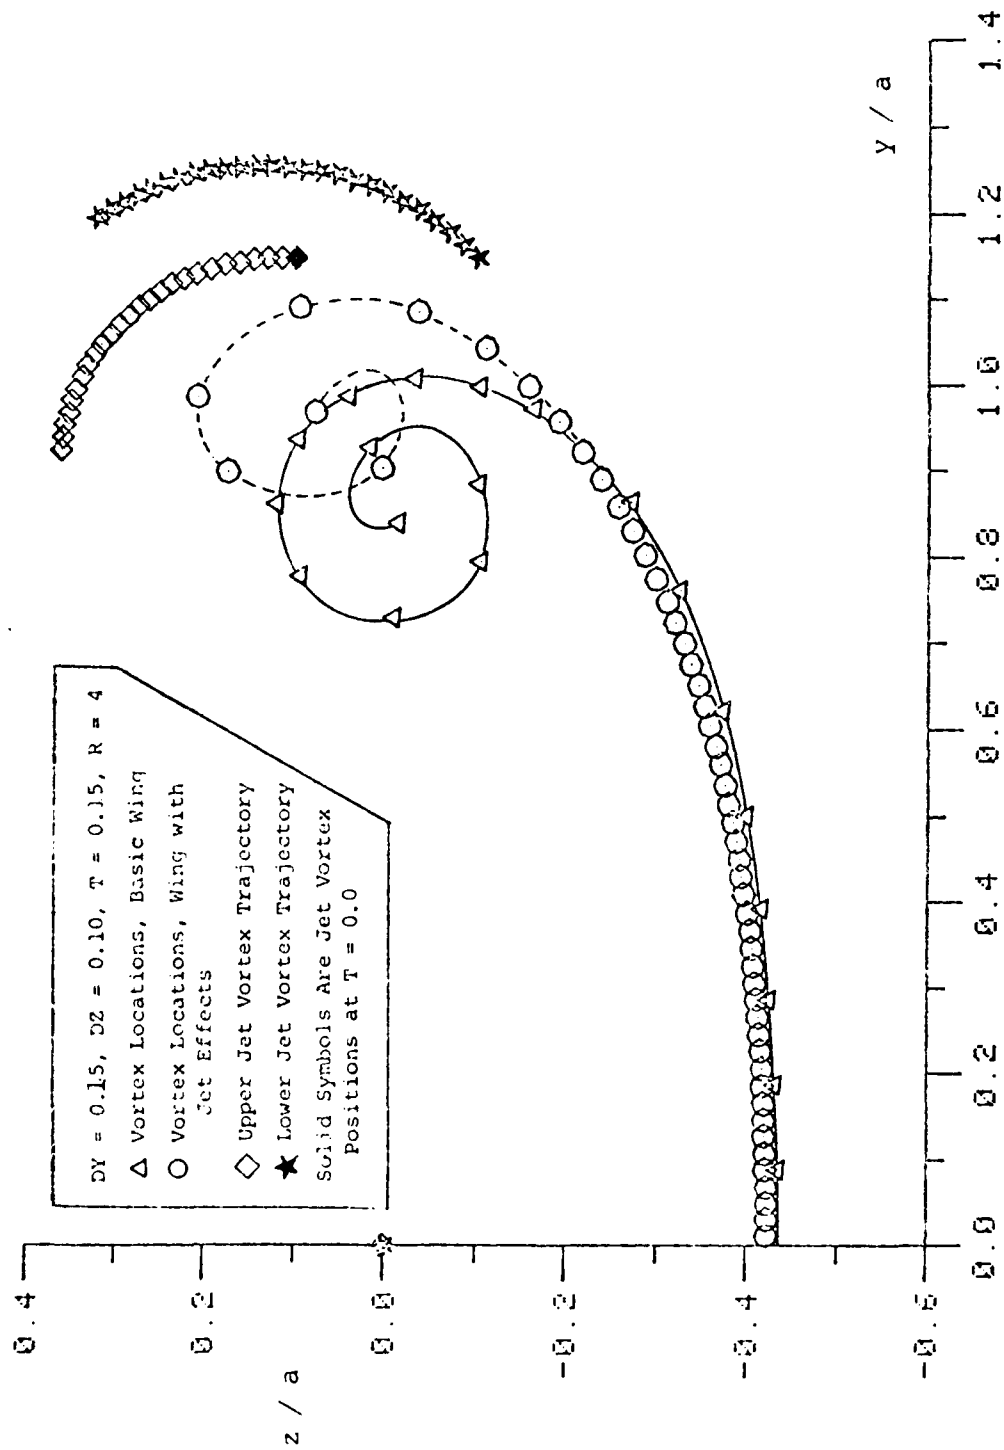 DY = 0.15, DZ = 0.10, T = 0.15, R = 4
Vortex Locations, Basic Wing
Vortex Locations, Wing with
Jet Effects
Upper Jet Vortex Trajectory
Lower Jet Vortex Trajectory
Solid Symbols Are Jet Vortex
Positions at T = 0.0
z / a
0.4
0.2
0.0
-0.2
-0.4
-0.6
0.0
0.2
0.4
0.6
0.8
1.0
1.2
1.4
Y / a